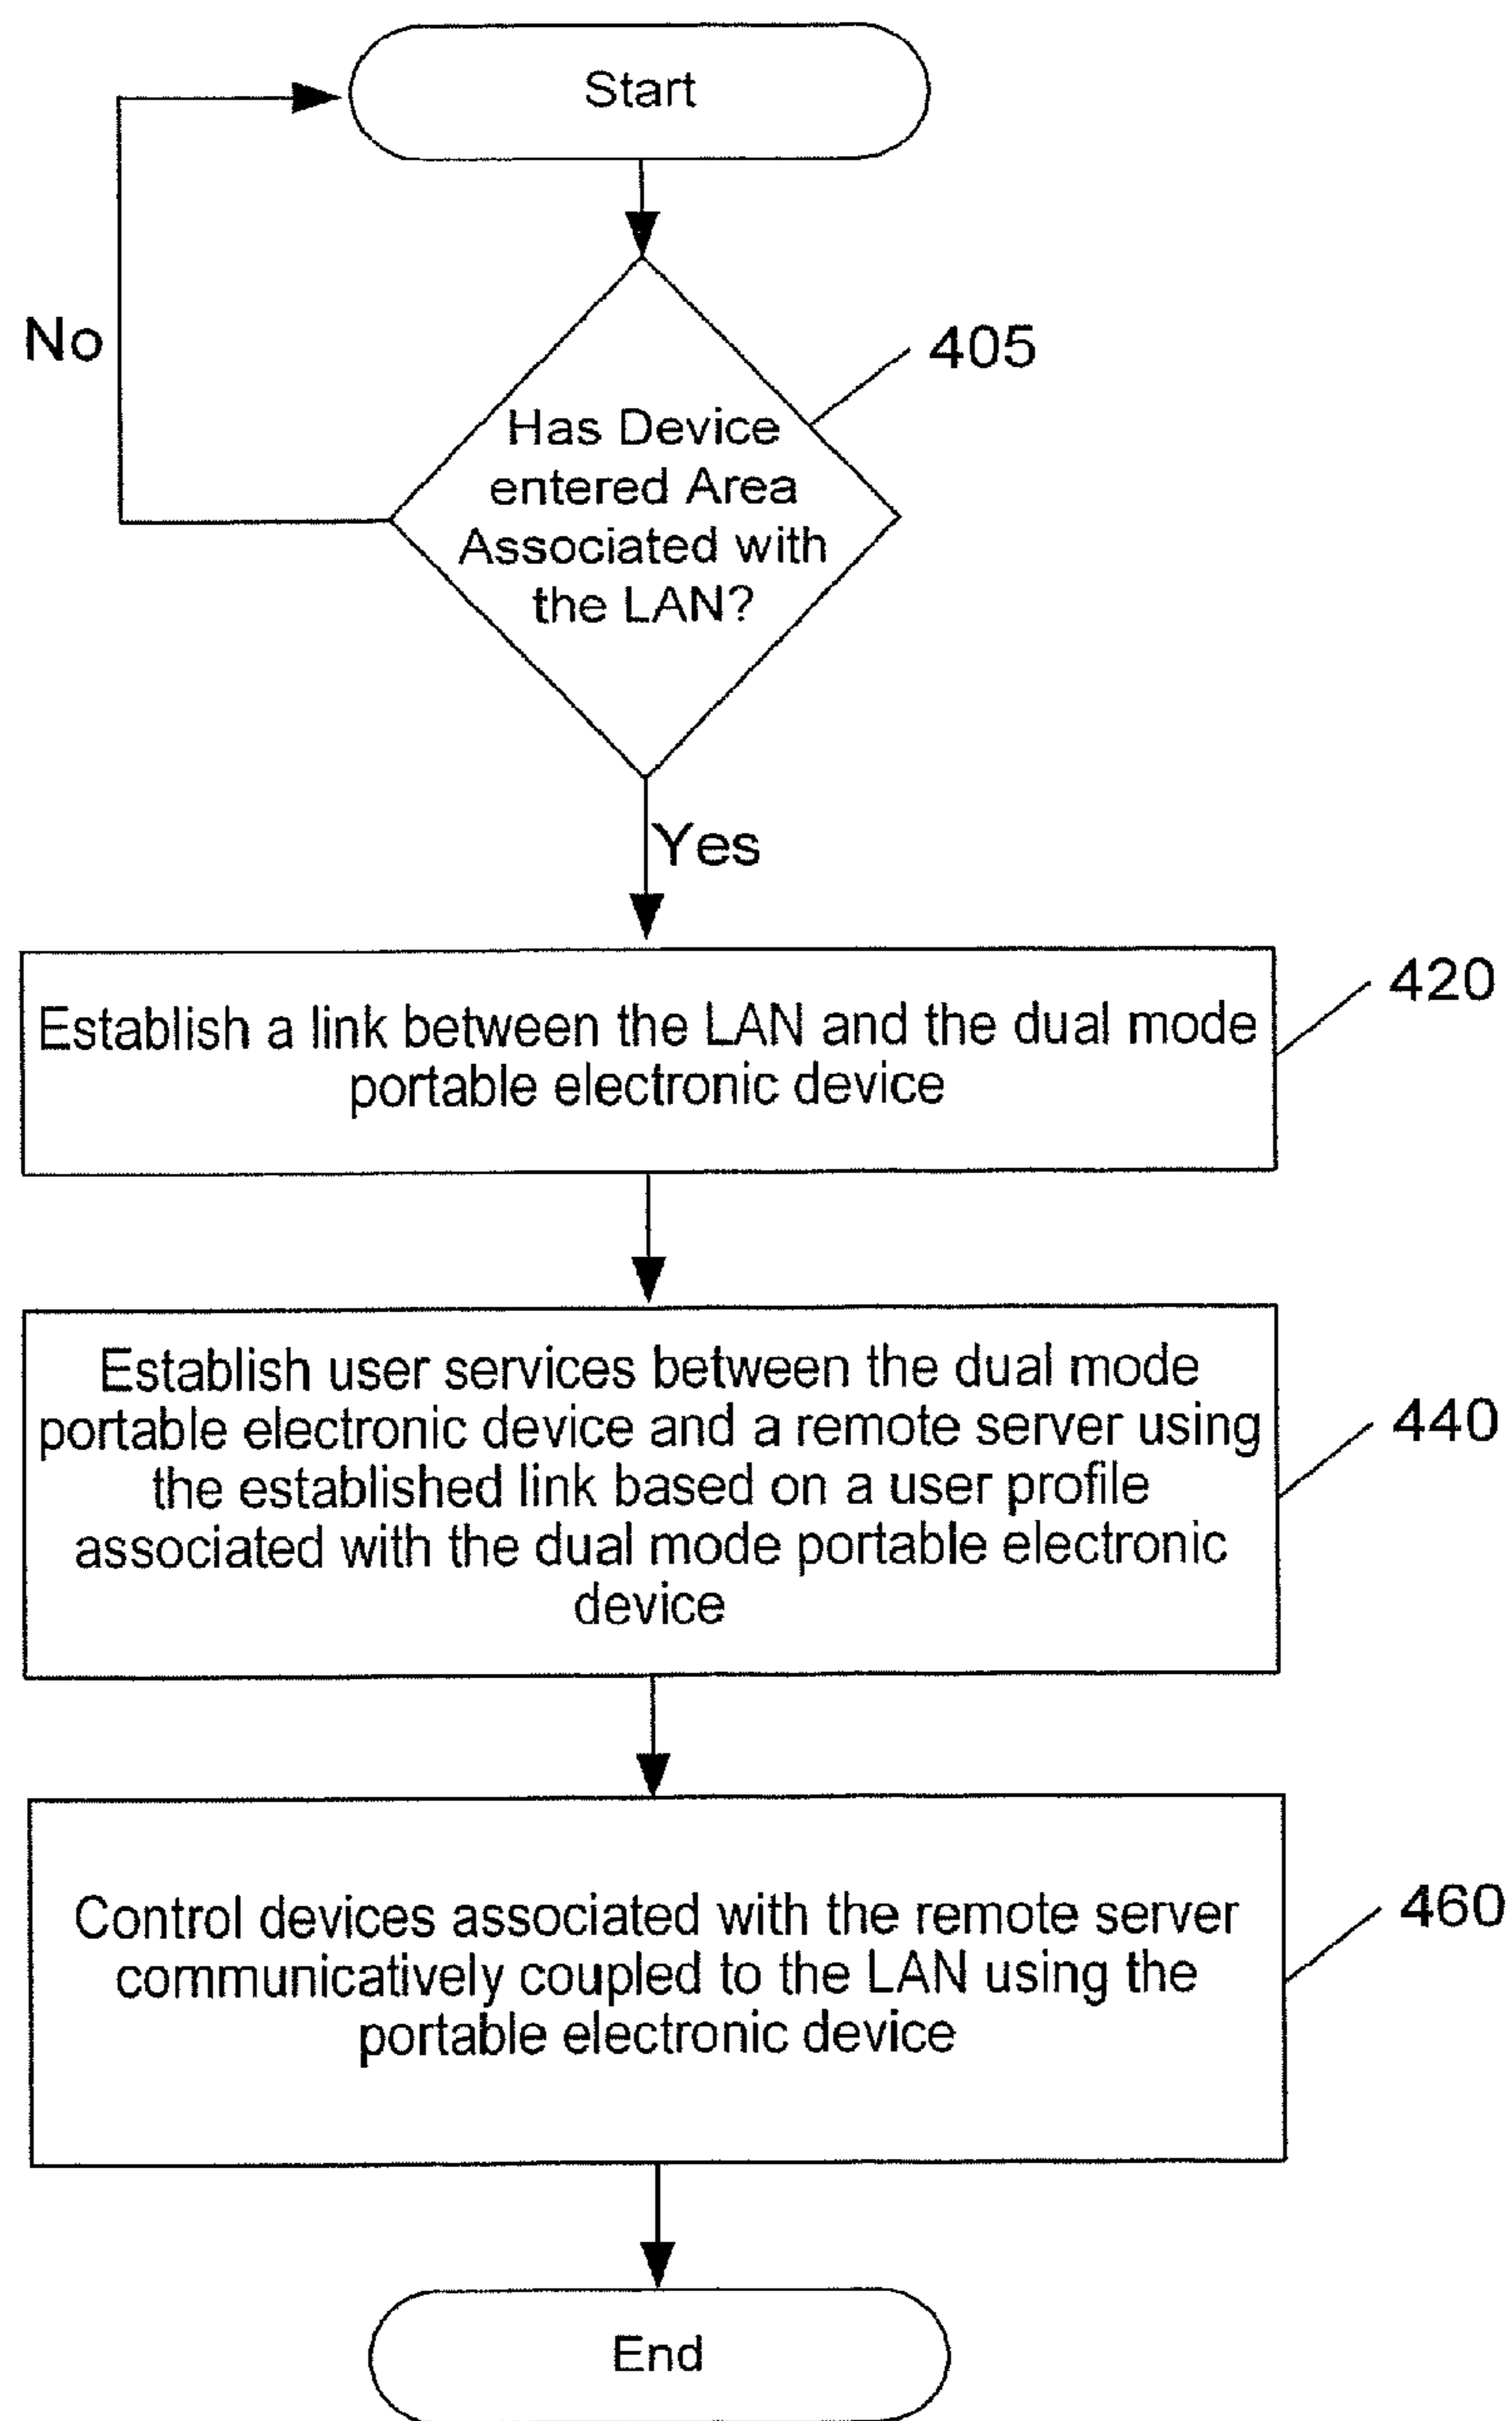 Start
No
405
Has Device
entered Area
Associated with
the LAN?
Yes
420
Establish a link between the LAN and the dual mode
portable electronic device
Establish user services between the dual mode
portable electronic device and a remote server using
the established link based on a user profile
associated with the dual mode portable electronic
device
440
Control devices associated with the remote server
communicatively coupled to the LAN using the
portable electronic device
460
End